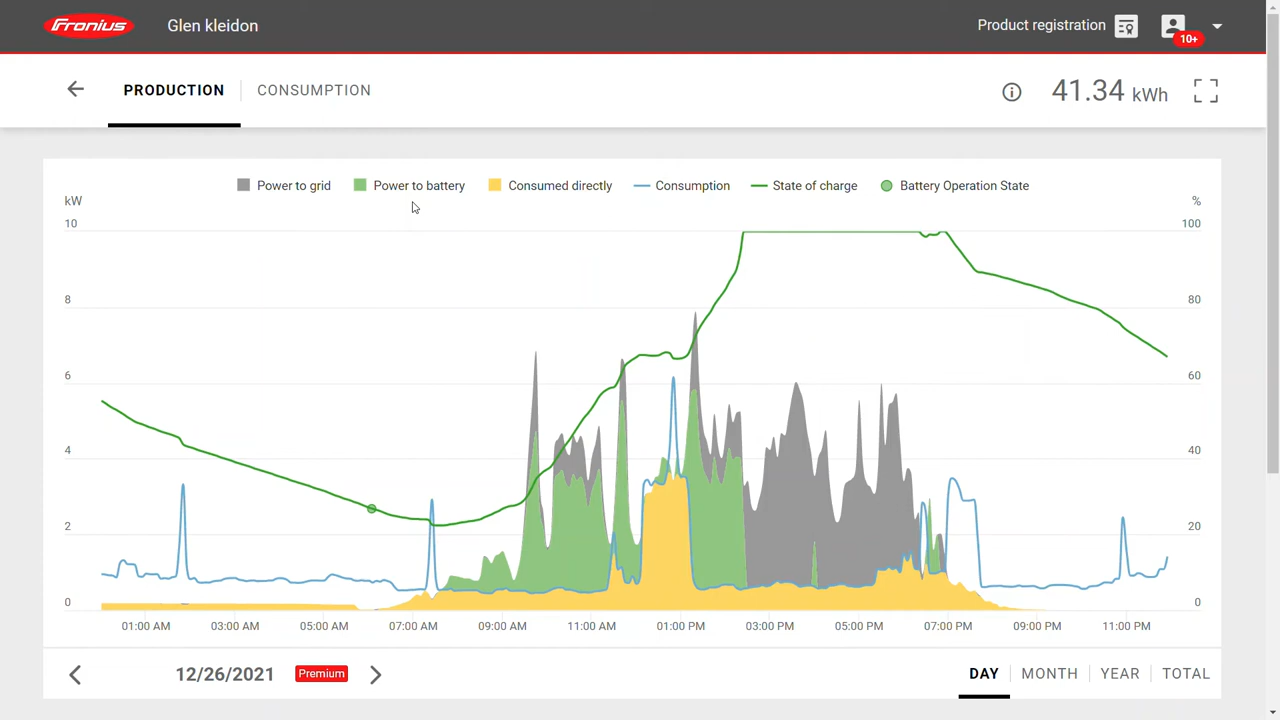 Fronius Glen kleidon Product registration 10+
PRODUCTION CONSUMPTION 41.34 kWh
Power to grid Power to battery Consumed directly Consumption State of charge Battery Operation State
kW %
10 100
8 80
6 60
4 40
2 20
0 0
01:00 AM 03:00 AM 05:00 AM 07:00 AM 09:00 AM 11:00 AM 01:00 PM 03:00 PM 05:00 PM 07:00 PM 09:00 PM 11:00 PM
12/26/2021 Premium DAY MONTH YEAR TOTAL